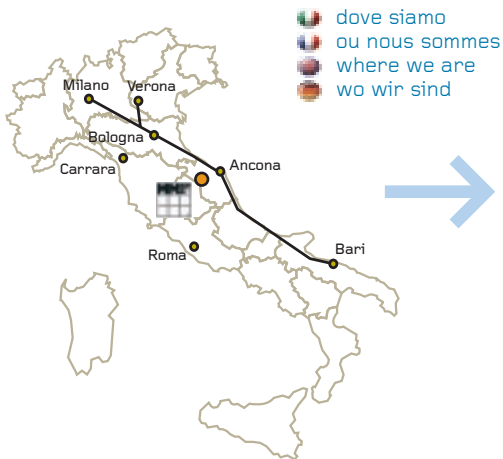 dove siamo
ou nous sommes
where we are
wo wir sind
Milano
Verona
Bologna
Carrara
Ancona
Roma
Bari